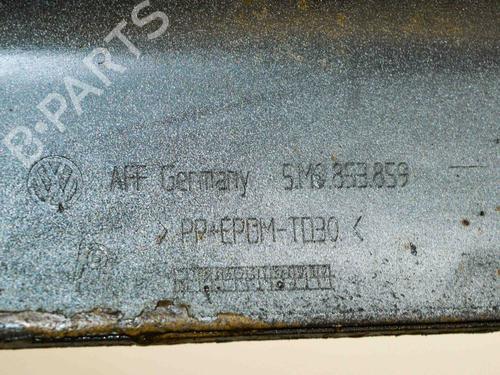 B-PARTS
AFF Germany 5M0.853.859
> PP+EPDM-TD30 <